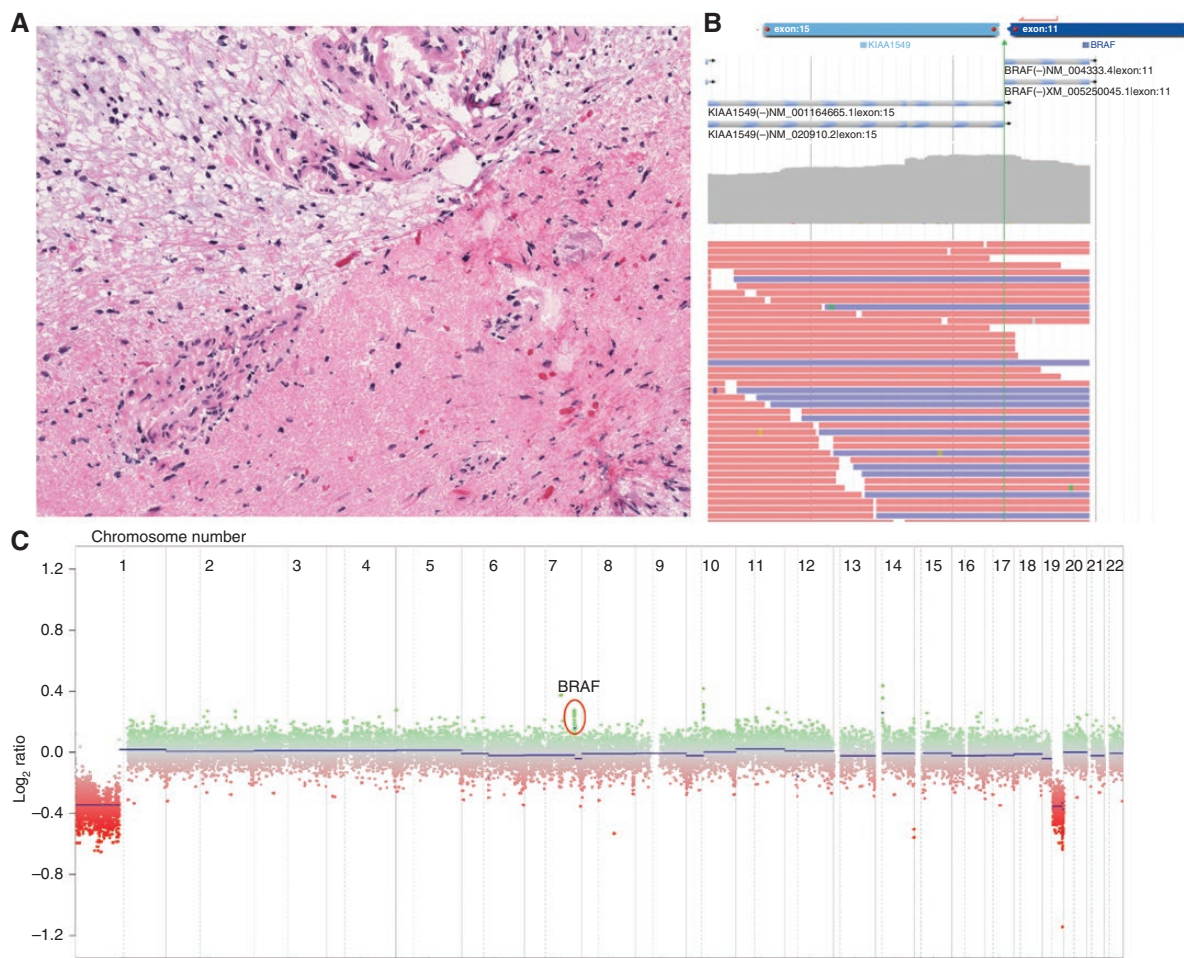 A
B
exon:15
exon:11
KIAA1549
BRAF
BRAF(–)NM_004333.4|exon:11
BRAF(–)XM_005250045.1|exon:11
KIAA1549(–)NM_001164665.1|exon:15
KIAA1549(–)NM_020910.2|exon:15
C
Chromosome number
1 2 3 4 5 6 7 8 9 10 11 12 13 14 15 16 17 18 19 20 21 22
1.2
0.8
0.4
0.0
–0.4
–0.8
–1.2
Log2 ratio
BRAF